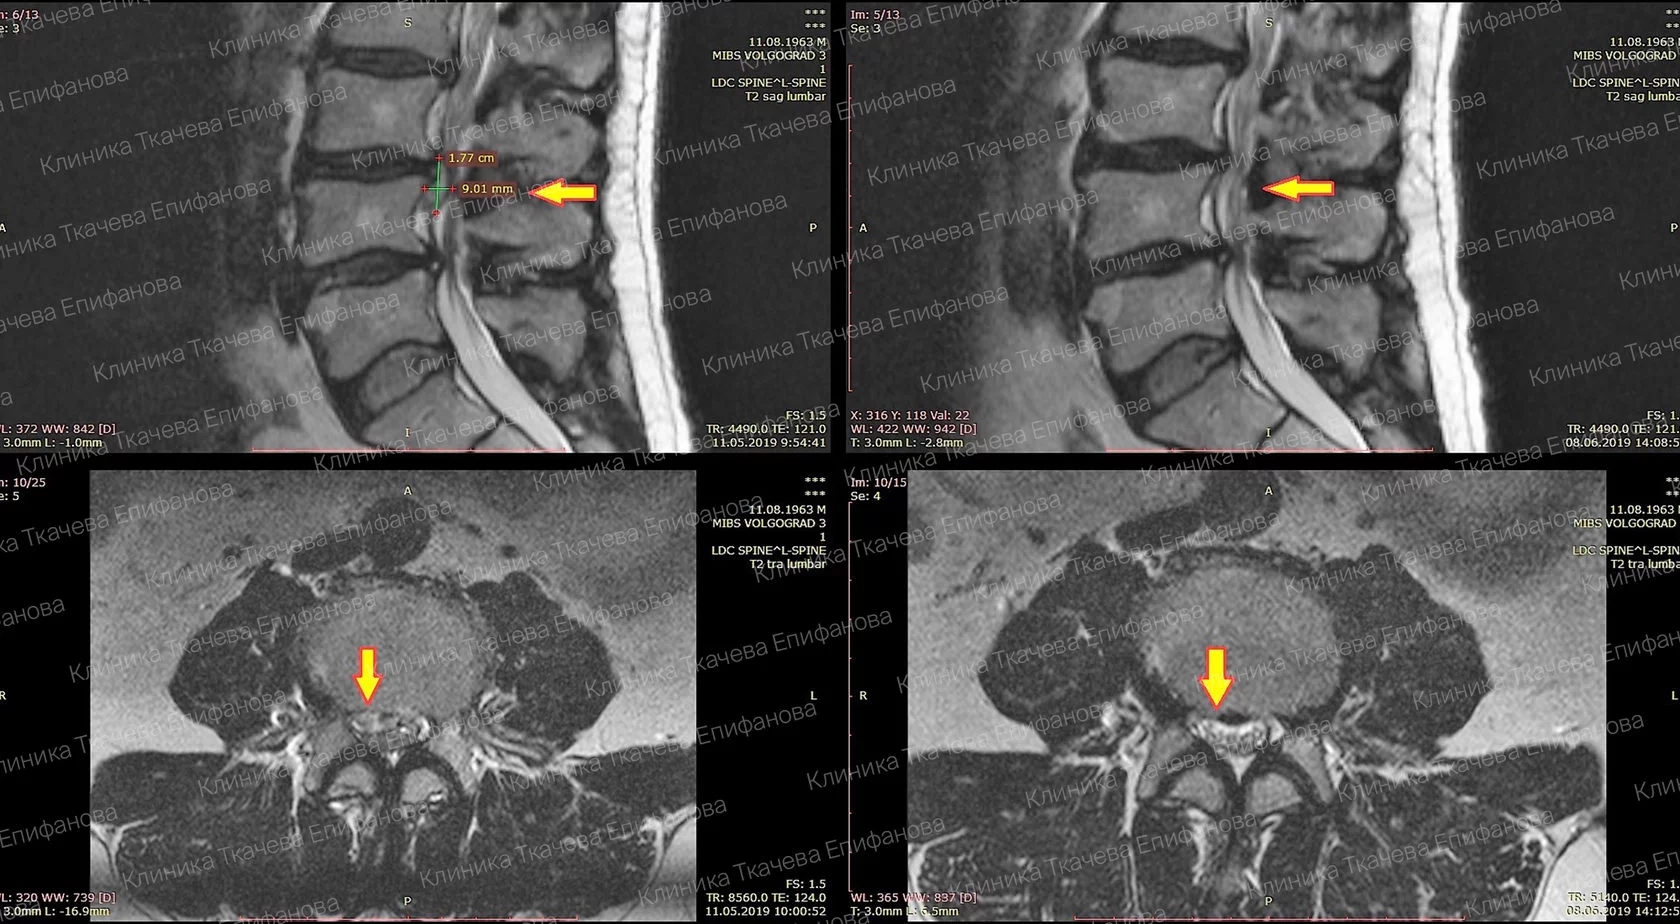 m: 6/13
e: 3
S
***
***
11.08.1963 M
MIBS VOLGOGRAD 3
1
LDC SPINE^L-SPINE
T2 sag lumbar
1.77 cm
9.01 mm
A
P
WL: 372 WW: 842 [D]
3.0mm L: -1.0mm
I
FS: 1.5
TR: 4490.0 TE: 121.0
11.05.2019 9:54:41
Im: 5/13
Se: 3
S
11.08.1963 M
MIBS VOLGOGRAD
LDC SPINE^L-SPINE
T2 sag lumbar
A
P
X: 316 Y: 118 Val: 22
WL: 422 WW: 942 [D]
T: 3.0mm L: -2.8mm
I
FS: 1.
TR: 4490.0 TE: 121.
08.06.2019 14:08:5
m: 10/25
e: 5
A
***
***
11.08.1963 M
MIBS VOLGOGRAD 3
1
LDC SPINE^L-SPINE
T2 tra lumbar
R
L
WL: 320 WW: 739 [D]
3.0mm L: -16.9mm
P
FS: 1.5
TR: 8560.0 TE: 124.0
11.05.2019 10:00:52
Im: 10/15
Se: 4
A
11.08.1963 M
MIBS VOLGOGRAD
LDC SPINE^L-SPINE
T2 tra lumbar
R
L
WL: 365 WW: 837 [D]
T: 3.0mm L: 6.5mm
P
FS: 1.
TR: 5140.0 TE: 124.
08.06.2019 14:12:5
Клиника Ткачева Епифанова